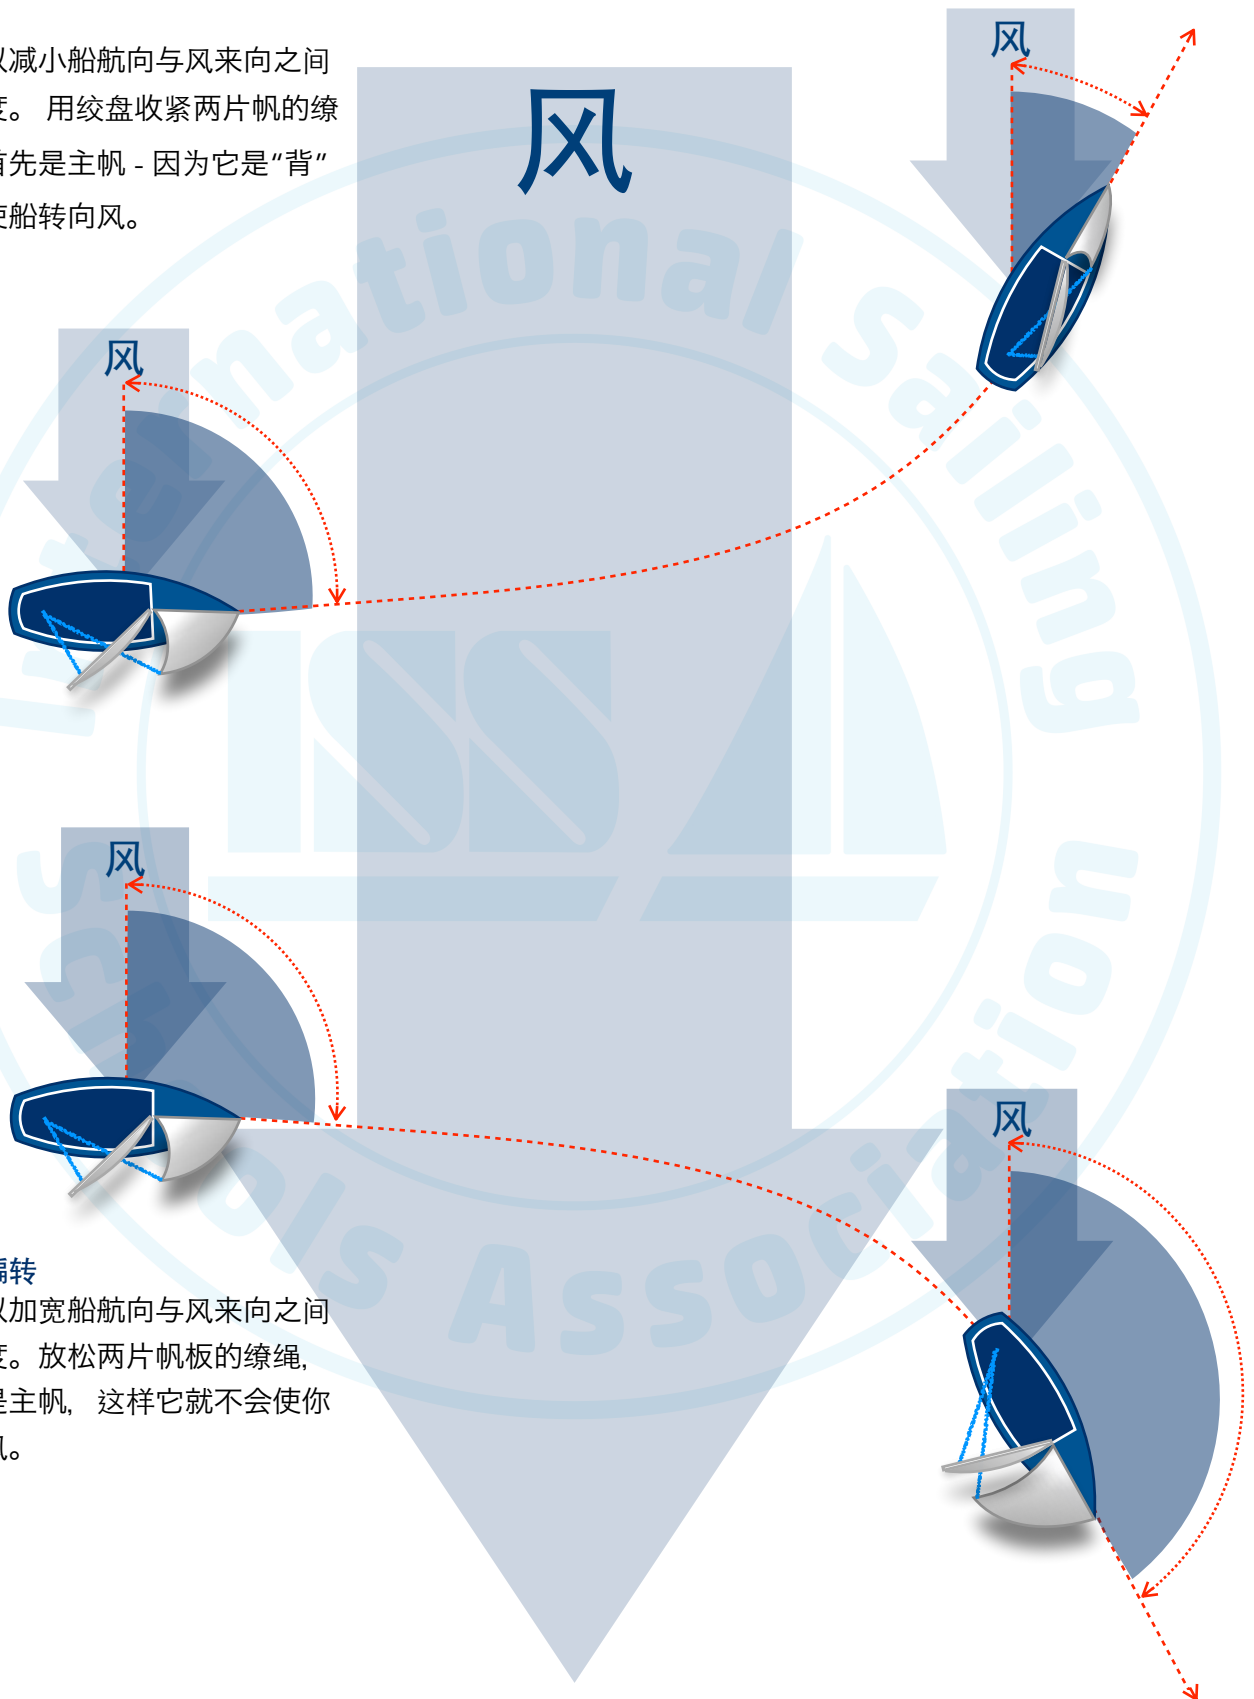 风
以减小船航向与风来向之间
度。 用绞盘收紧两片帆的缭
首先是主帆 - 因为它是“背”
使船转向风。
风
风
风
风
偏转
以加宽船航向与风来向之间
度。放松两片帆板的缭绳,
是主帆, 这样它就不会使你
风。
International Sailing
Schools Association
ISSA